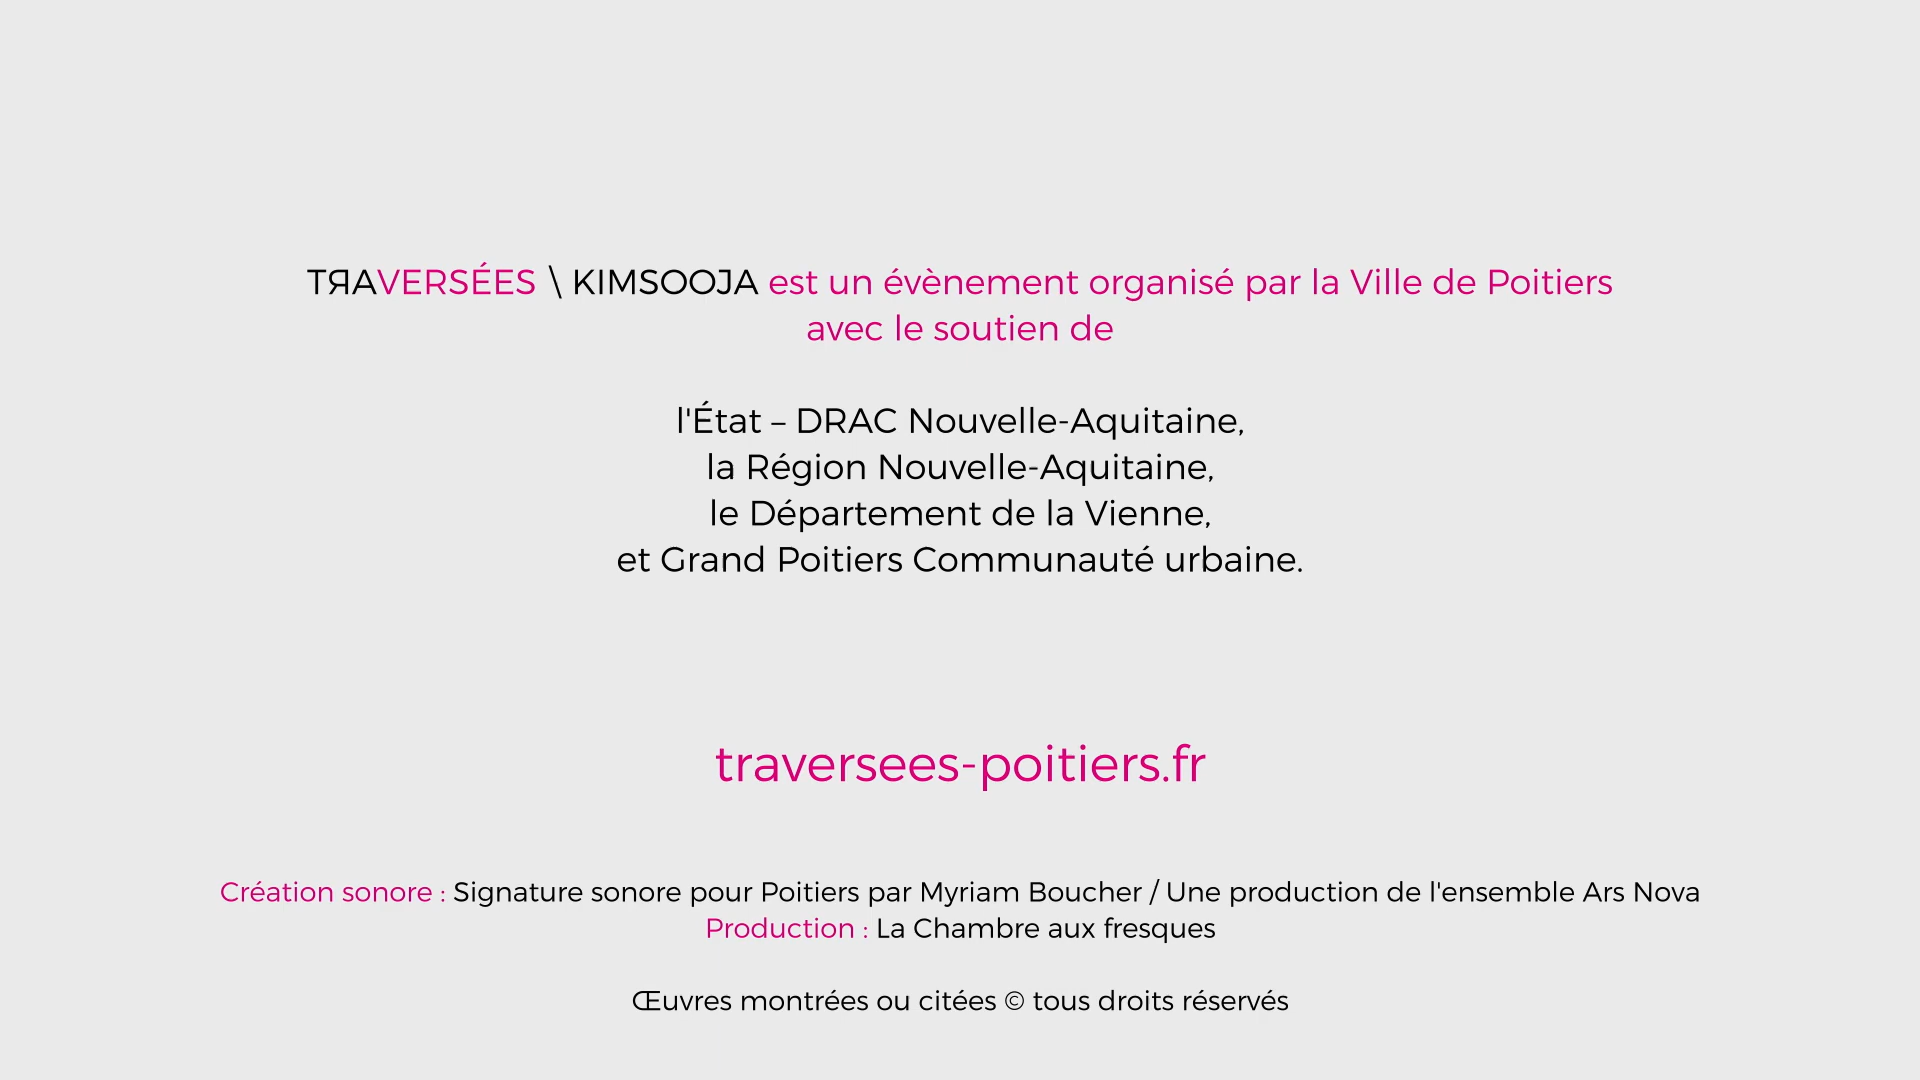 TЯAVERSÉES \ KIMSOOJA est un évènement organisé par la Ville de Poitiers
avec le soutien de
l'État – DRAC Nouvelle-Aquitaine,
la Région Nouvelle-Aquitaine,
le Département de la Vienne,
et Grand Poitiers Communauté urbaine.
traversees-poitiers.fr
Création sonore : Signature sonore pour Poitiers par Myriam Boucher / Une production de l'ensemble Ars Nova
Production : La Chambre aux fresques
Œuvres montrées ou citées © tous droits réservés